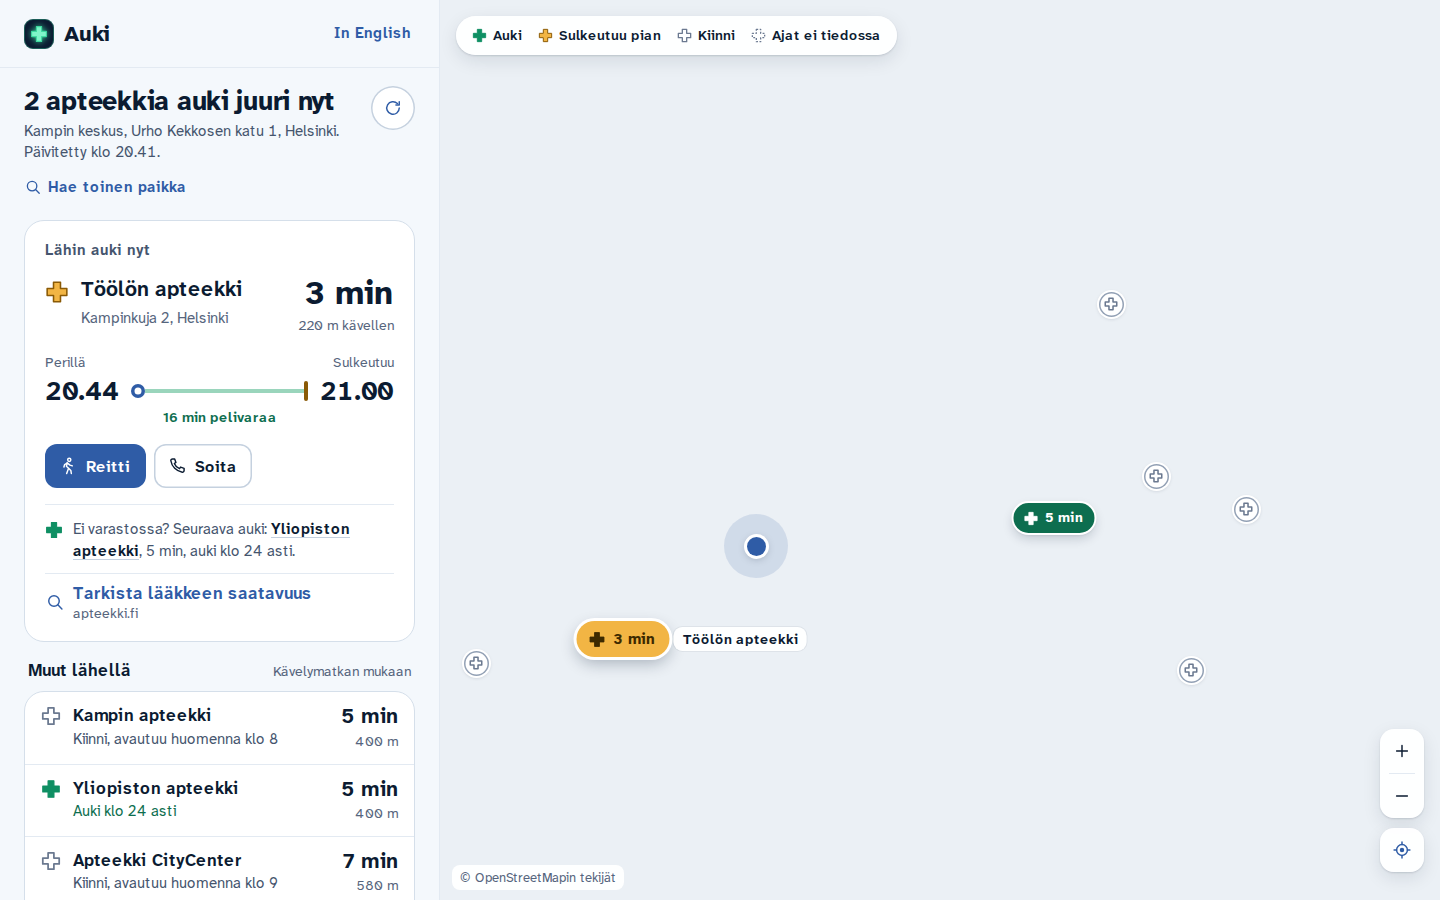 Auki
In English
2 apteekkia auki juuri nyt
Kampin keskus, Urho Kekkosen katu 1, Helsinki.
Päivitetty klo 20.41.
Hae toinen paikka
Lähin auki nyt
Töölön apteekki
3 min
Kampinkuja 2, Helsinki
220 m kävellen
Perillä
Sulkeutuu
20.44
21.00
16 min pelivaraa
Reitti
Soita
Ei varastossa? Seuraava auki: Yliopiston
apteekki, 5 min, auki klo 24 asti.
Tarkista lääkkeen saatavuus
apteekki.fi
Muut lähellä
Kävelymatkan mukaan
Kampin apteekki
5 min
Kiinni, avautuu huomenna klo 8
400 m
Yliopiston apteekki
5 min
Auki klo 24 asti
400 m
Apteekki CityCenter
7 min
Kiinni, avautuu huomenna klo 9
580 m
Auki
Sulkeutuu pian
Kiinni
Ajat ei tiedossa
5 min
3 min
Töölön apteekki
+
−
© OpenStreetMapin tekijät